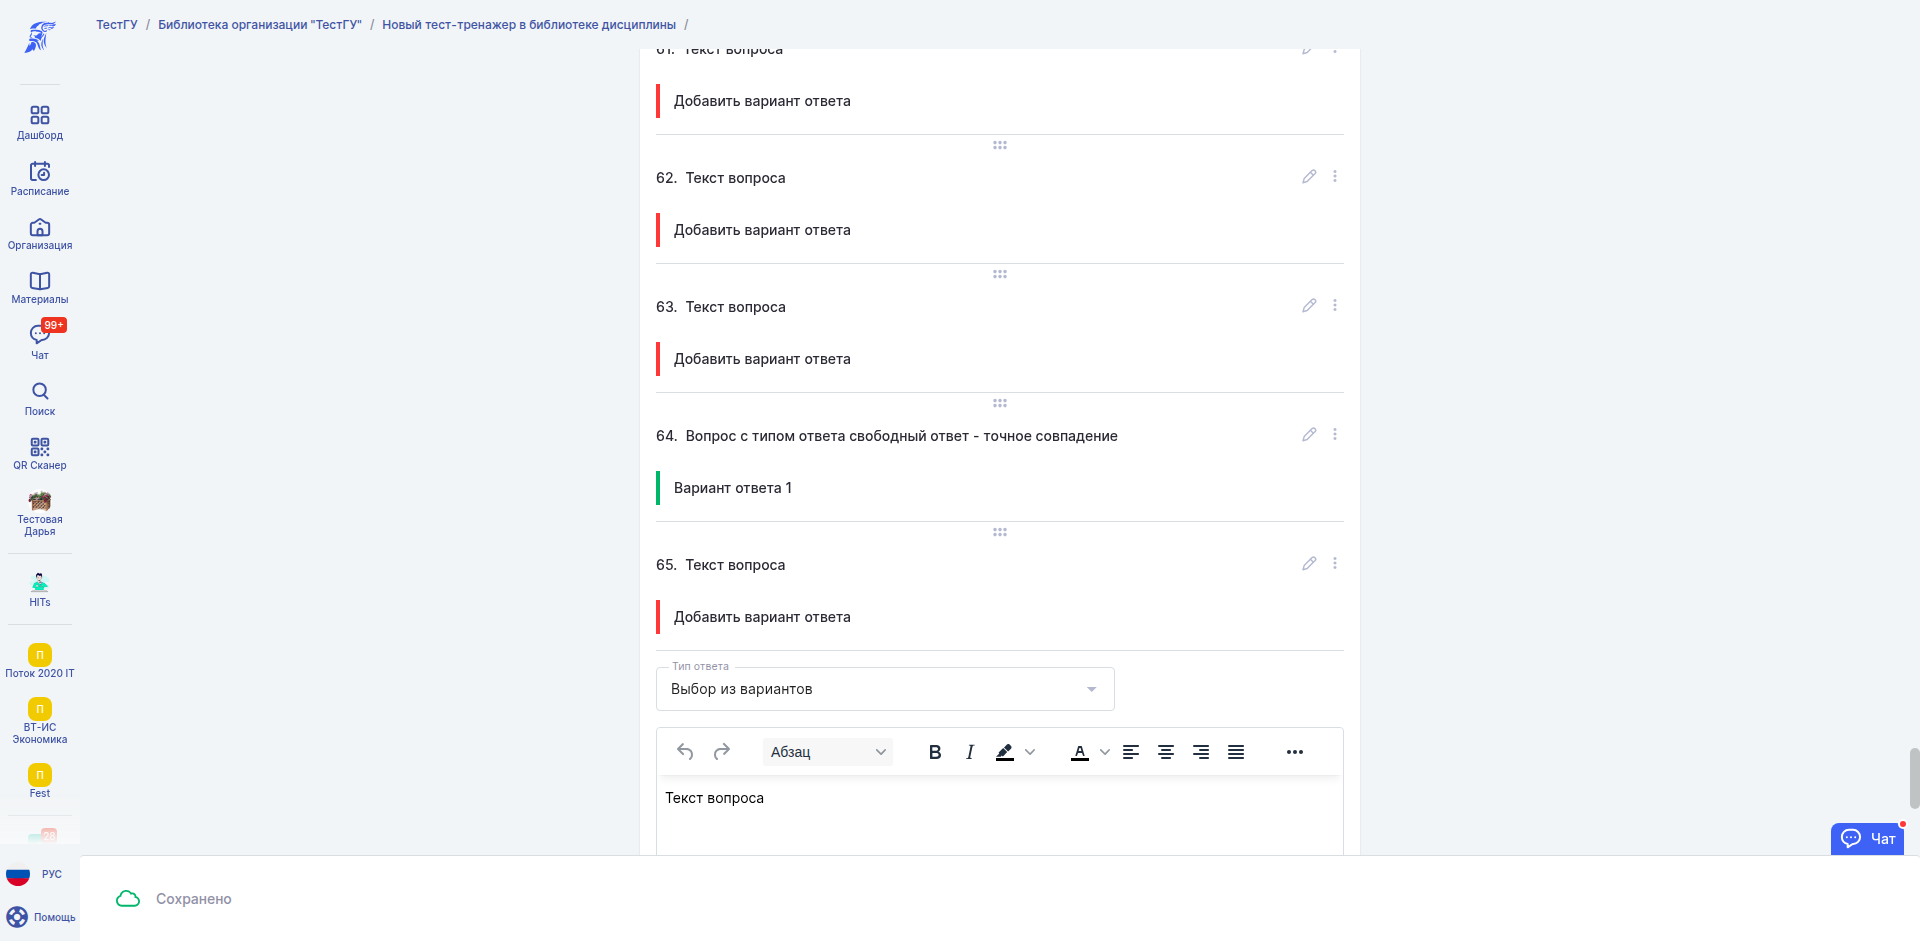 ТестГУ / Библиотека организации "ТестГУ" / Новый тест-тренажер в библиотеке дисциплины /
Дашборд
Расписание
Организация
Материалы
99+
Чат
Поиск
QR Сканер
Тестовая
Дарья
HITs
П
Поток 2020 IT
П
ВТ-ИС
Экономика
П
Fest
28
РУС
Помощь
61. Текст вопроса
Добавить вариант ответа
62. Текст вопроса
Добавить вариант ответа
63. Текст вопроса
Добавить вариант ответа
64. Вопрос с типом ответа свободный ответ - точное совпадение
Вариант ответа 1
65. Текст вопроса
Добавить вариант ответа
Тип ответа
Выбор из вариантов
Абзац
Текст вопроса
Чат
Сохранено